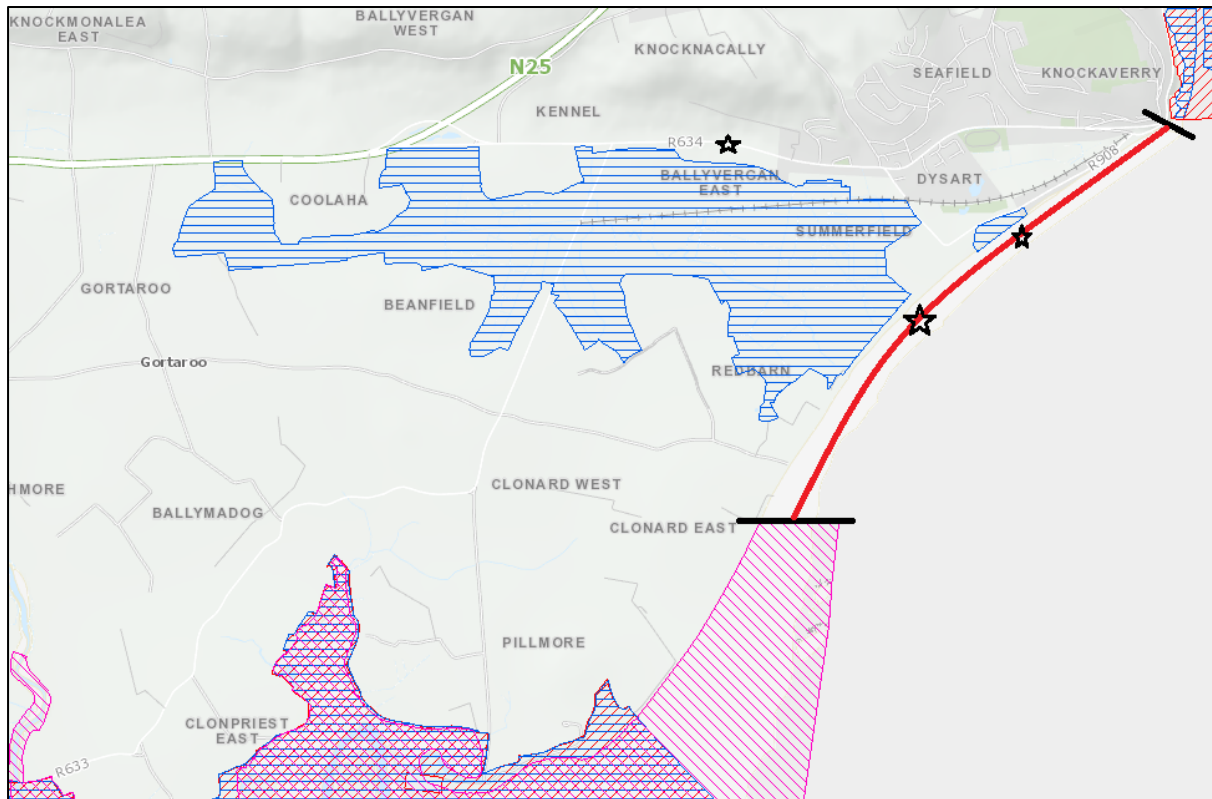 KNOCKMONALEA
EAST
BALLYVERGAN
WEST
KNOCKNACALLY
N25
SEAFIELD
KNOCKAVERRY
KENNEL
R634
R908
BALLYVERGAN
EAST
DYSART
COOLAHA
SUMMERFIELD
GORTAROO
BEANFIELD
Gortaroo
REDBARN
HMORE
CLONARD WEST
BALLYMADOG
CLONARD EAST
PILLMORE
CLONPRIEST
EAST
R633